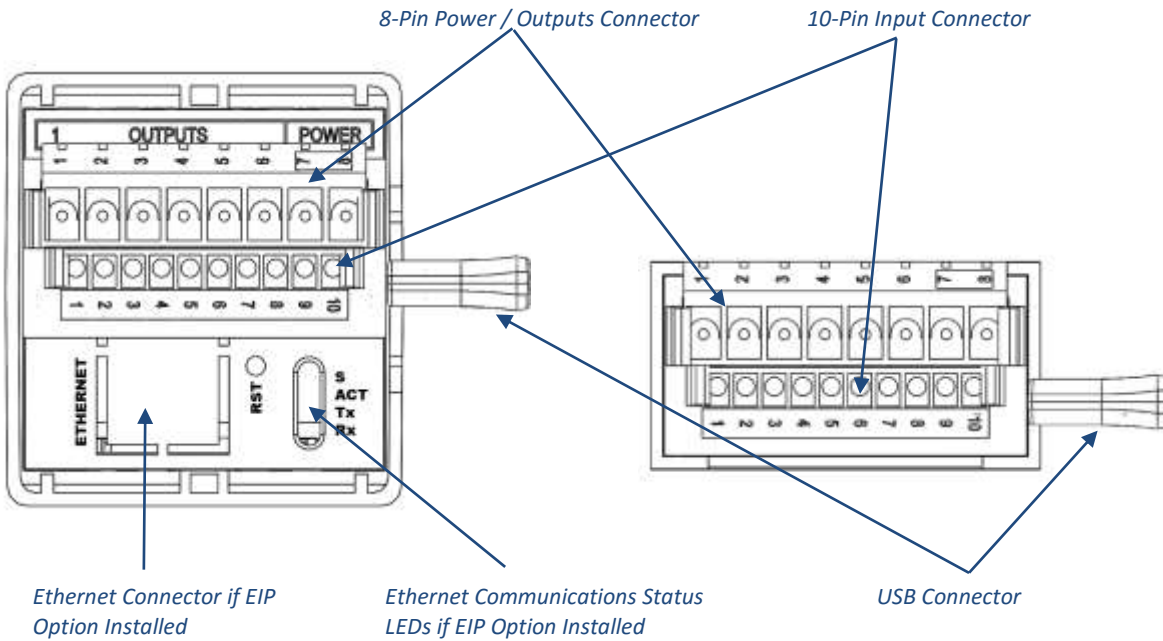 8-Pin Power / Outputs Connector
10-Pin Input Connector
1 OUTPUTS POWER
1 2 3 4 5 6 7 8
1 2 3 4 5 6 7 8 9 10
ETHERNET
RST
S
ACT
Tx
Rx
1 2 3 4 5 6 7 8
1 2 3 4 5 6 7 8 9 10
Ethernet Connector if EIP
Option Installed
Ethernet Communications Status
LEDs if EIP Option Installed
USB Connector